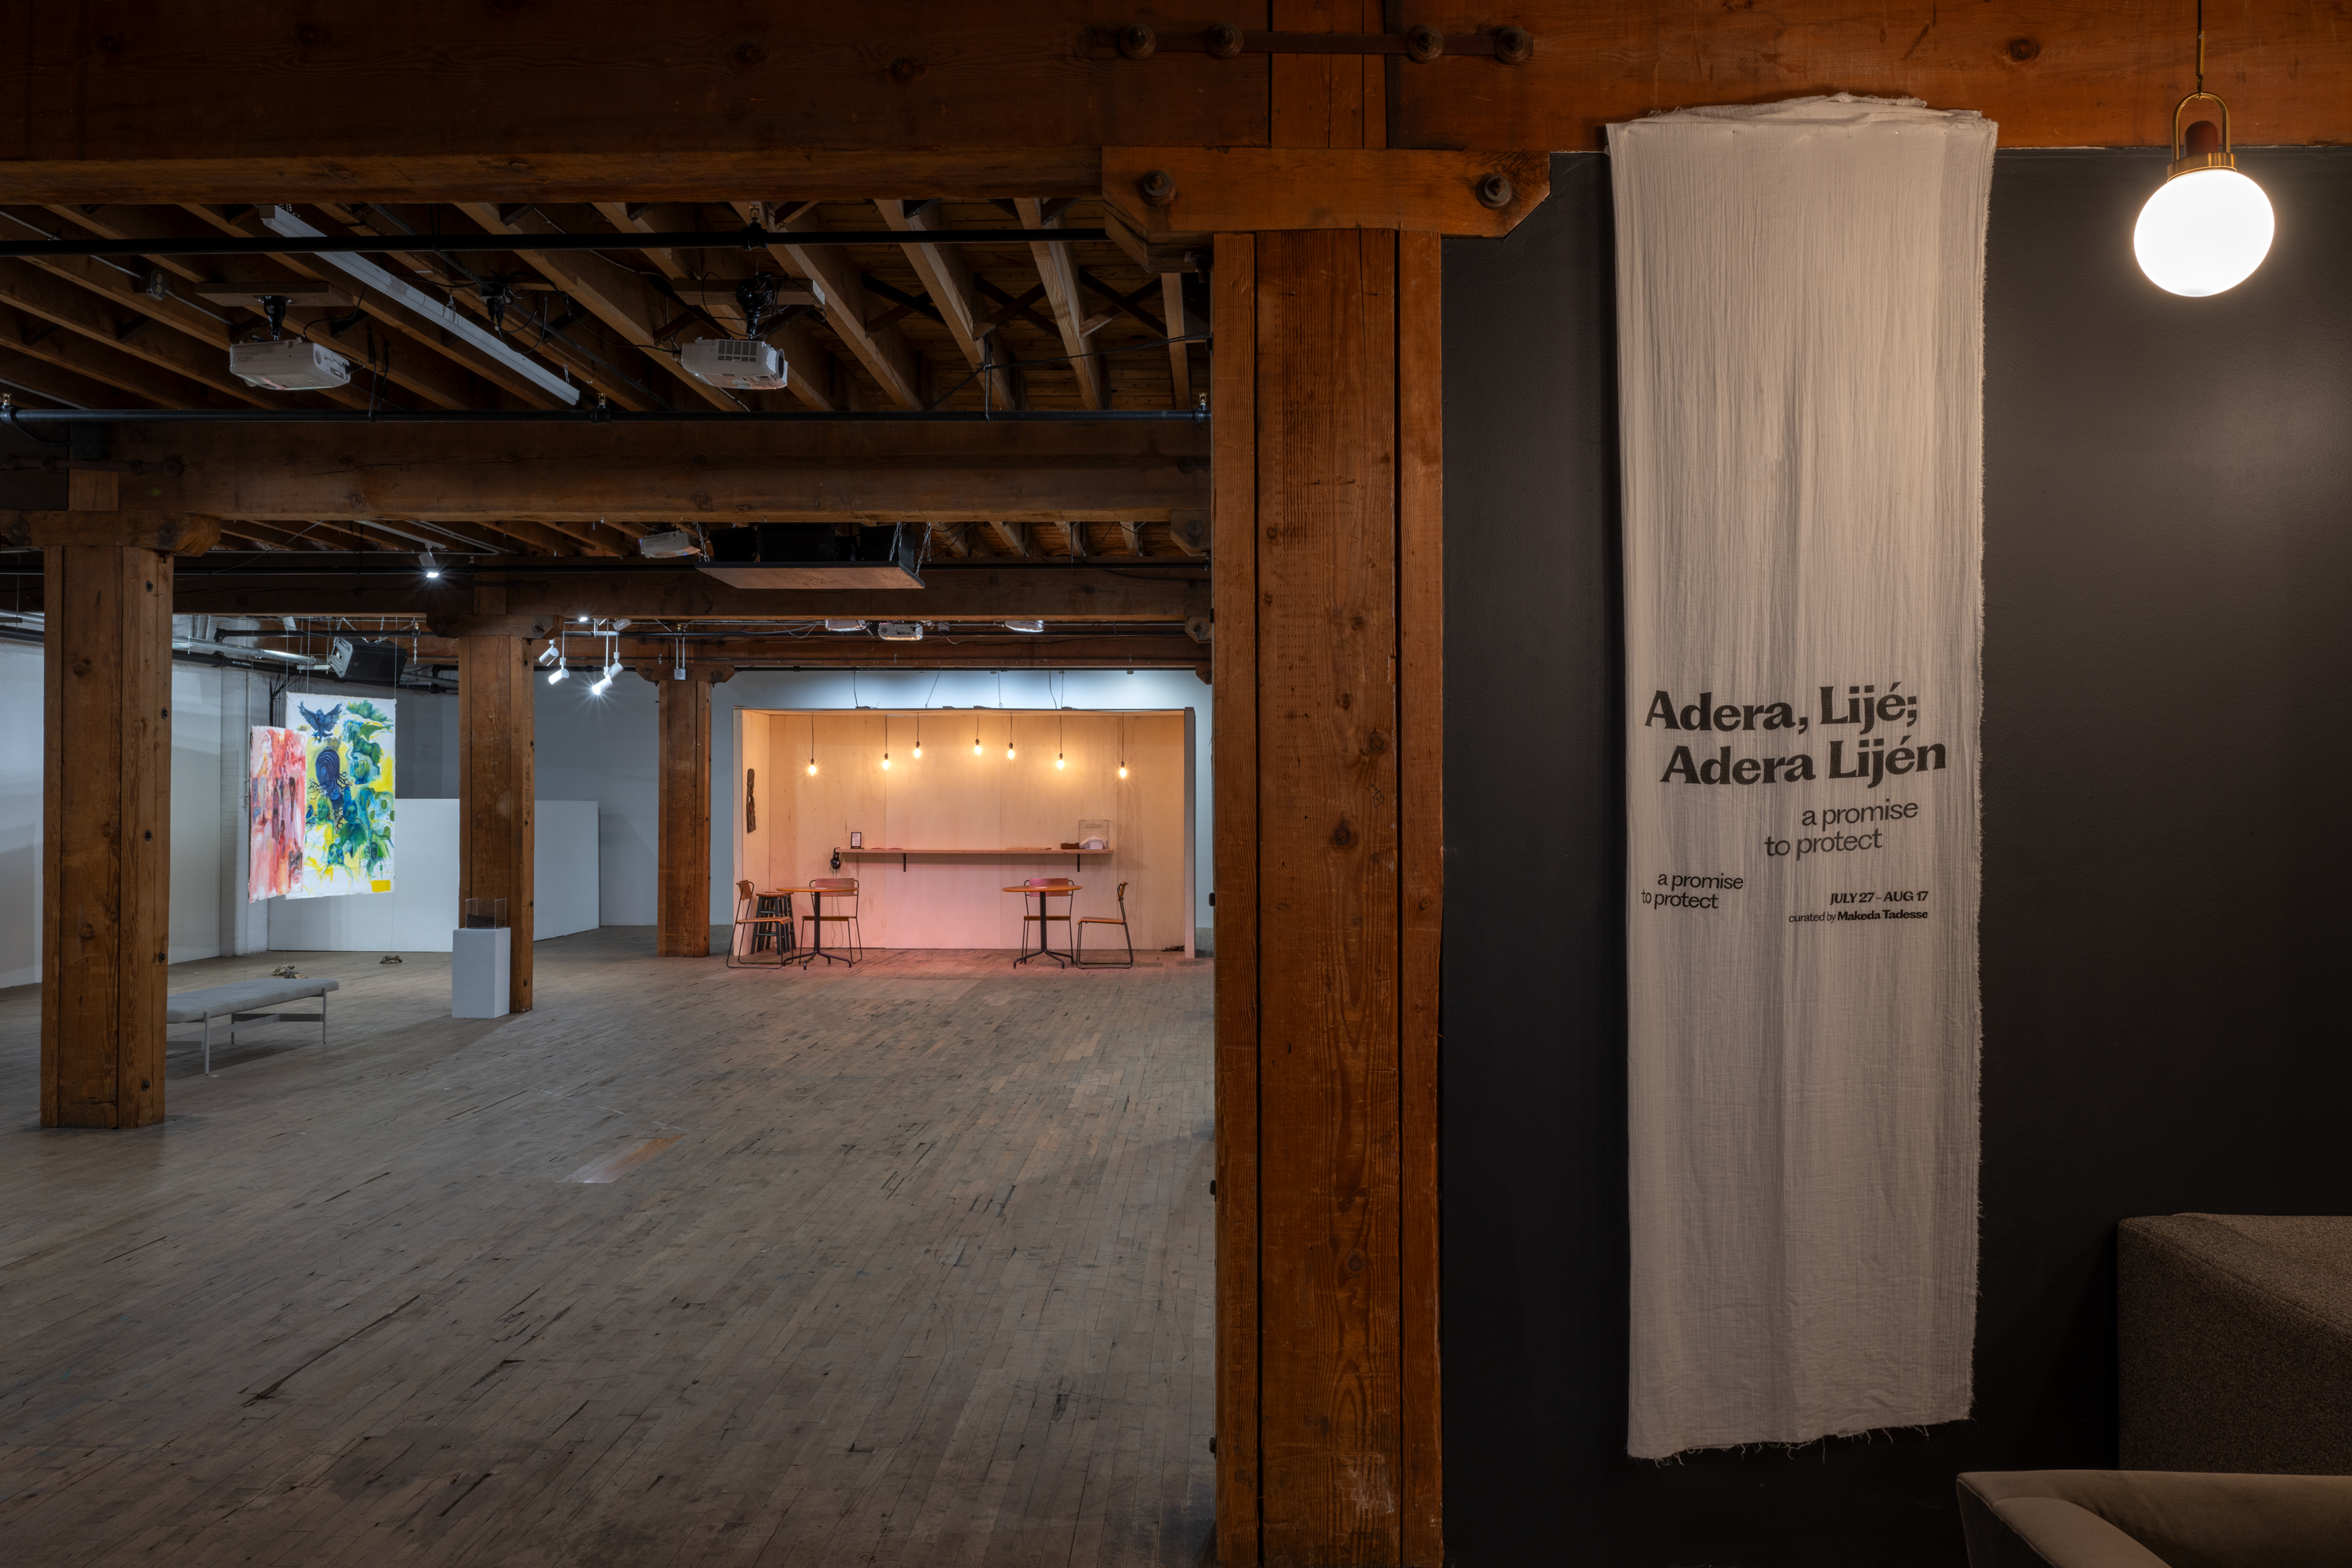 Adera, Lijé;
Adera Lijén
a promise
to protect
a promise
to protect
JULY 27 – AUG 17
curated by Makeda Tadesse